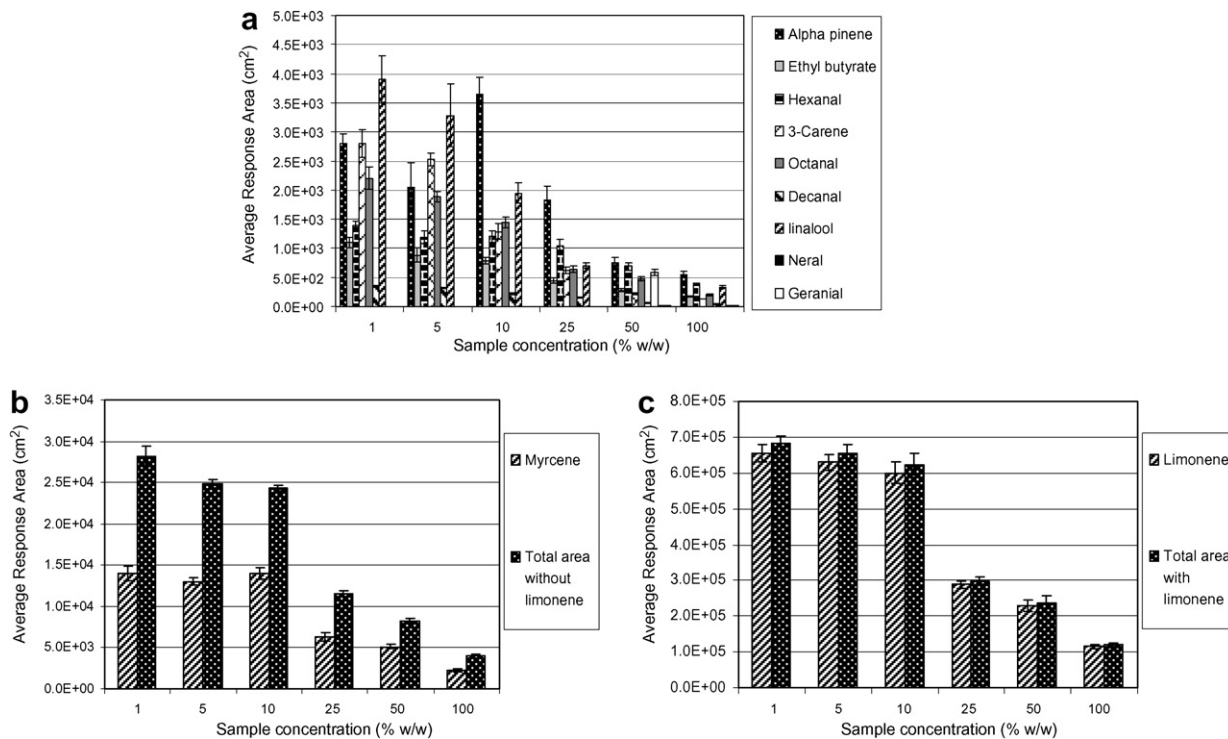 a
Average Response Area (cm²)
5.0E+03
4.5E+03
4.0E+03
3.5E+03
3.0E+03
2.5E+03
2.0E+03
1.5E+03
1.0E+03
5.0E+02
0.0E+00
1 5 10 25 50 100
Sample concentration (% w/w)
Alpha pinene
Ethyl butyrate
Hexanal
3-Carene
Octanal
Decanal
linalool
Neral
Geranial
b
Average Response Area (cm²)
3.5E+04
3.0E+04
2.5E+04
2.0E+04
1.5E+04
1.0E+04
5.0E+03
0.0E+00
1 5 10 25 50 100
Sample concentration (% w/w)
Myrcene
Total area
without
limonene
c
Average Response Area (cm²)
8.0E+05
7.0E+05
6.0E+05
5.0E+05
4.0E+05
3.0E+05
2.0E+05
1.0E+05
0.0E+00
1 5 10 25 50 100
Sample concentration (% w/w)
Limonene
Total area
with
limonene